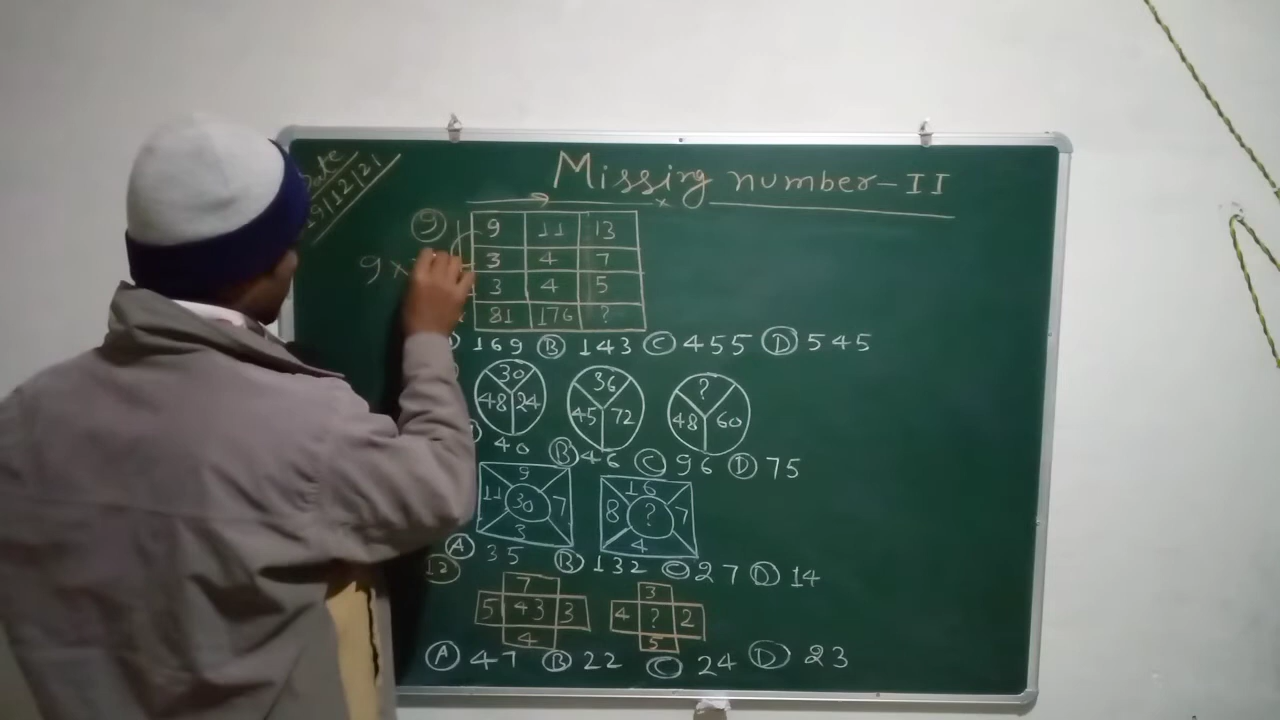 Date
19/12/21
Missing number-II
9
9 11 13
9 ×
3 4 7
3 4 5
81 176 ?
169 B 143 C 455 D 545
30 36 ?
48 24 45 72 48 60
40 B 46 C 96 D 75
9 16
11 30 7 8 ? 7
3 4
A 35 B 132 C 27 D 14
12
7 3
5 43 3 4 ? 2
4 5
A 47 B 22 C 24 D 23